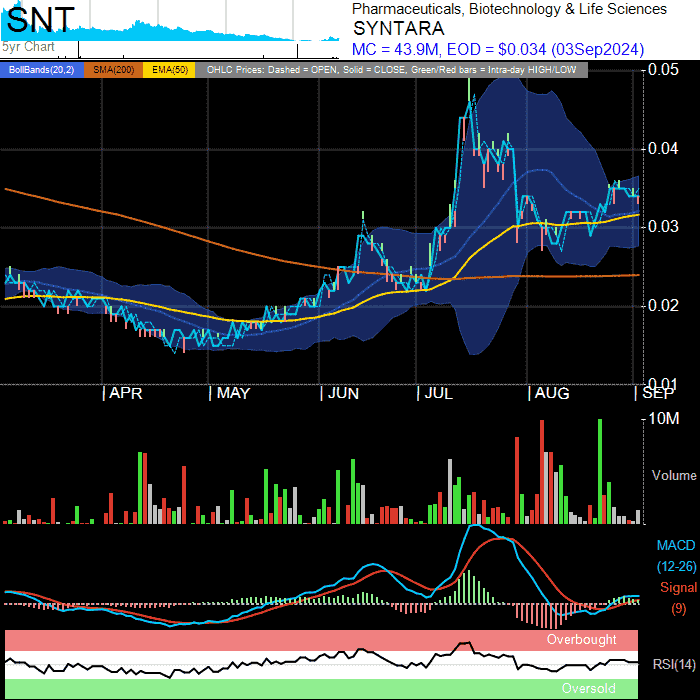 SNT
5yr Chart
Pharmaceuticals, Biotechnology & Life Sciences
SYNTARA
MC = 43.9M, EOD = $0.034 (03Sep2024)
BollBands(20,2) SMA(200) EMA(50) OHLC Prices: Dashed = OPEN, Solid = CLOSE, Green/Red bars = Intra-day HIGH/LOW
0.05
0.04
0.03
0.02
0.01
APR MAY JUN JUL AUG SEP
10M
Volume
MACD
(12-26)
Signal
(9)
Overbought
RSI(14)
Oversold